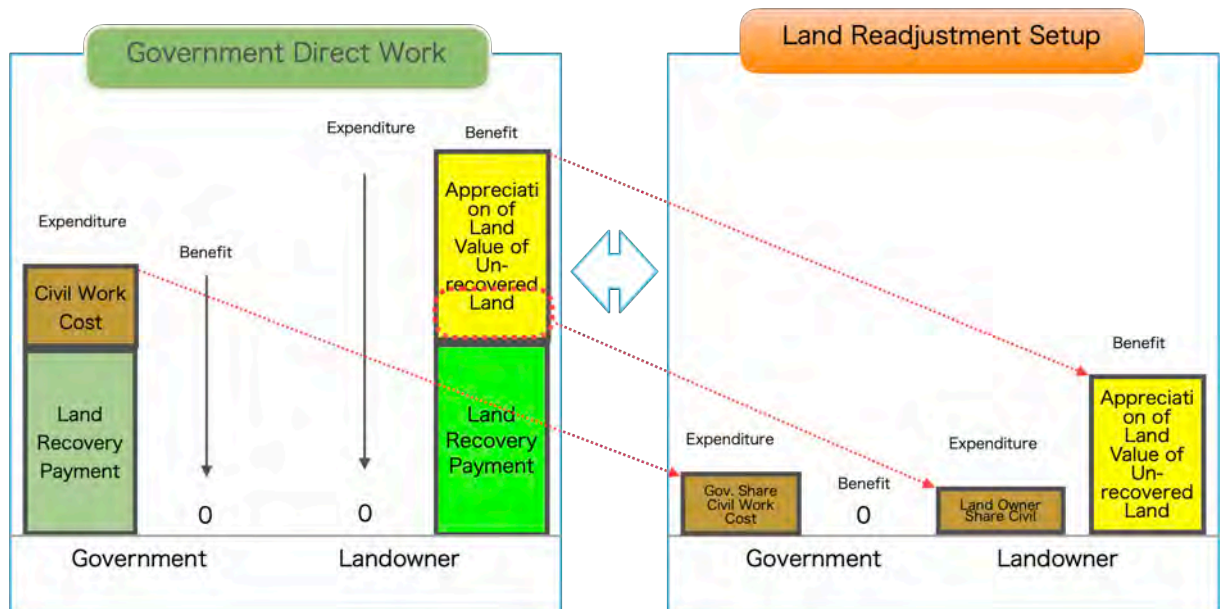 Government Direct Work
Expenditure
Benefit
Expenditure
Benefit
Civil Work
Cost
Land
Recovery
Payment
0
0
Appreciati
on of
Land
Value of
Un-
recovered
Land
Land
Recovery
Payment
Government
Landowner
Land Readjustment Setup
Expenditure
Gov. Share
Civil Work
Cost
Benefit
0
Expenditure
Land Owner
Share Civil
Benefit
Appreciati
on of
Land
Value of
Un-
recovered
Land
Government
Landowner